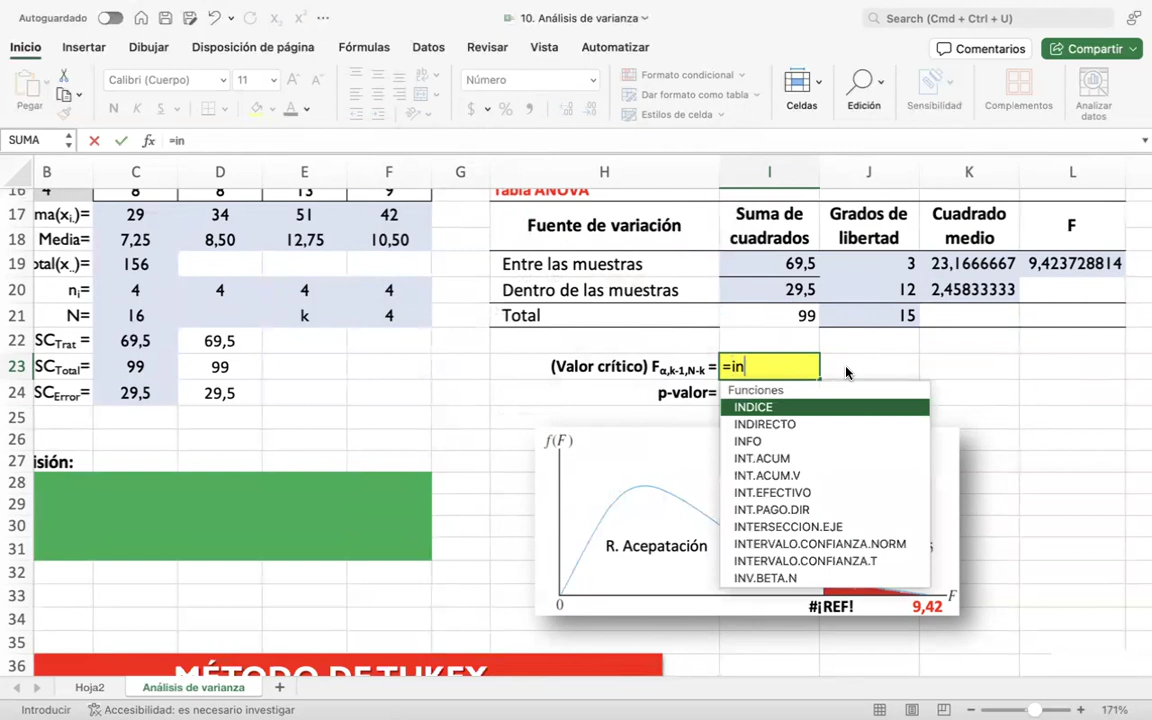 Autoguardado
10. Análisis de varianza
Search (Cmd + Ctrl + U)
Inicio Insertar Dibujar Disposición de página Fórmulas Datos Revisar Vista Automatizar
Comentarios Compartir
Pegar
Calibri (Cuerpo) 11
N K S
Número
Formato condicional
Dar formato como tabla
Estilos de celda
Celdas Edición Sensibilidad Complementos Analizar datos
SUMA fx =in
B C D E F G H I J K L
16 4 8 8 13 9 Tabla ANOVA
17 ma(xi.)= 29 34 51 42
18 Media= 7,25 8,50 12,75 10,50
Fuente de variación Suma de cuadrados Grados de libertad Cuadrado medio F
19 otal(x..)= 156 Entre las muestras 69,5 3 23,1666667 9,423728814
20 ni= 4 4 4 4 Dentro de las muestras 29,5 12 2,45833333
21 N= 16 k 4 Total 99 15
22 SCTrat= 69,5 69,5
23 SCTotal= 99 99 (Valor crítico) Fα,k-1,N-k = =in
24 SCError= 29,5 29,5 p-valor=
25
26
27 isión:
28
29
30
31
32
33
34
35
36
Funciones
INDICE
INDIRECTO
INFO
INT.ACUM
INT.ACUM.V
INT.EFECTIVO
INT.PAGO.DIR
INTERSECCION.EJE
INTERVALO.CONFIANZA.NORM
INTERVALO.CONFIANZA.T
INV.BETA.N
f(F)
R. Acepatación
0 #¡REF! 9,42 F
MÉTODO DE TUKEY
Hoja2 Análisis de varianza +
Introducir Accesibilidad: es necesario investigar 171%